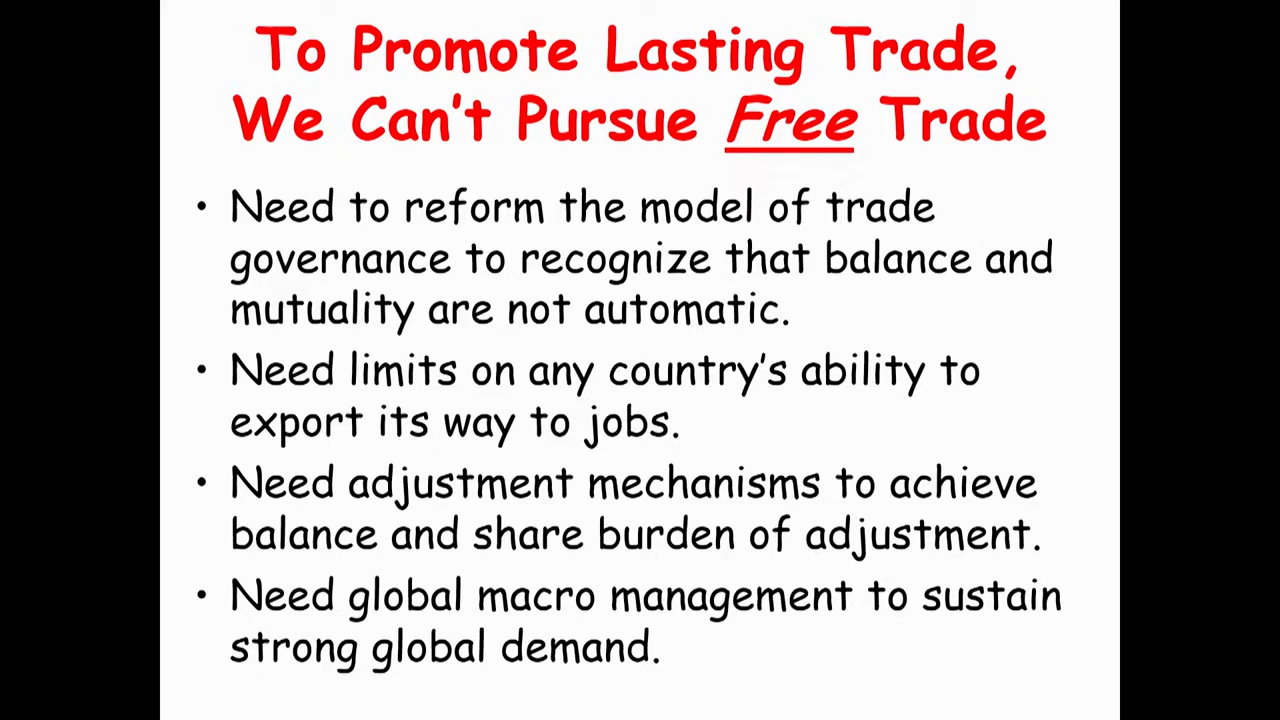 To Promote Lasting Trade,
We Can't Pursue Free Trade
• Need to reform the model of trade
governance to recognize that balance and
mutuality are not automatic.
• Need limits on any country's ability to
export its way to jobs.
• Need adjustment mechanisms to achieve
balance and share burden of adjustment.
• Need global macro management to sustain
strong global demand.